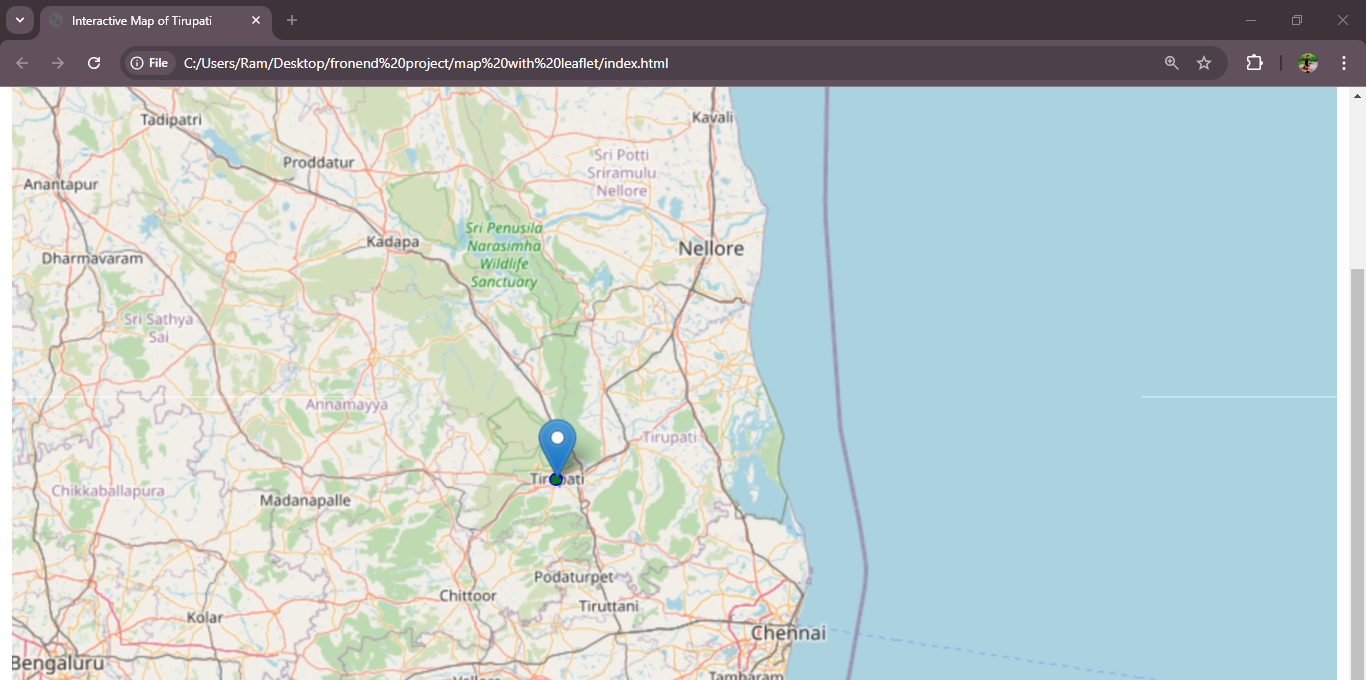 Interactive Map of Tirupati
File
C:/Users/Ram/Desktop/fronend%20project/map%20with%20leaflet/index.html
Tadipatri
Kavali
Proddatur
Sri Potti
Sriramulu
Nellore
Anantapur
Kadapa
Sri Penusila
Narasimha
Wildlife
Sanctuary
Nellore
Dharmavaram
Sri Sathya
Sai
Annamayya
Tirupati
Tirupati
Chikkaballapura
Madanapalle
Podaturpet
Chittoor
Tiruttani
Kolar
Chennai
Bengaluru
Tambaram